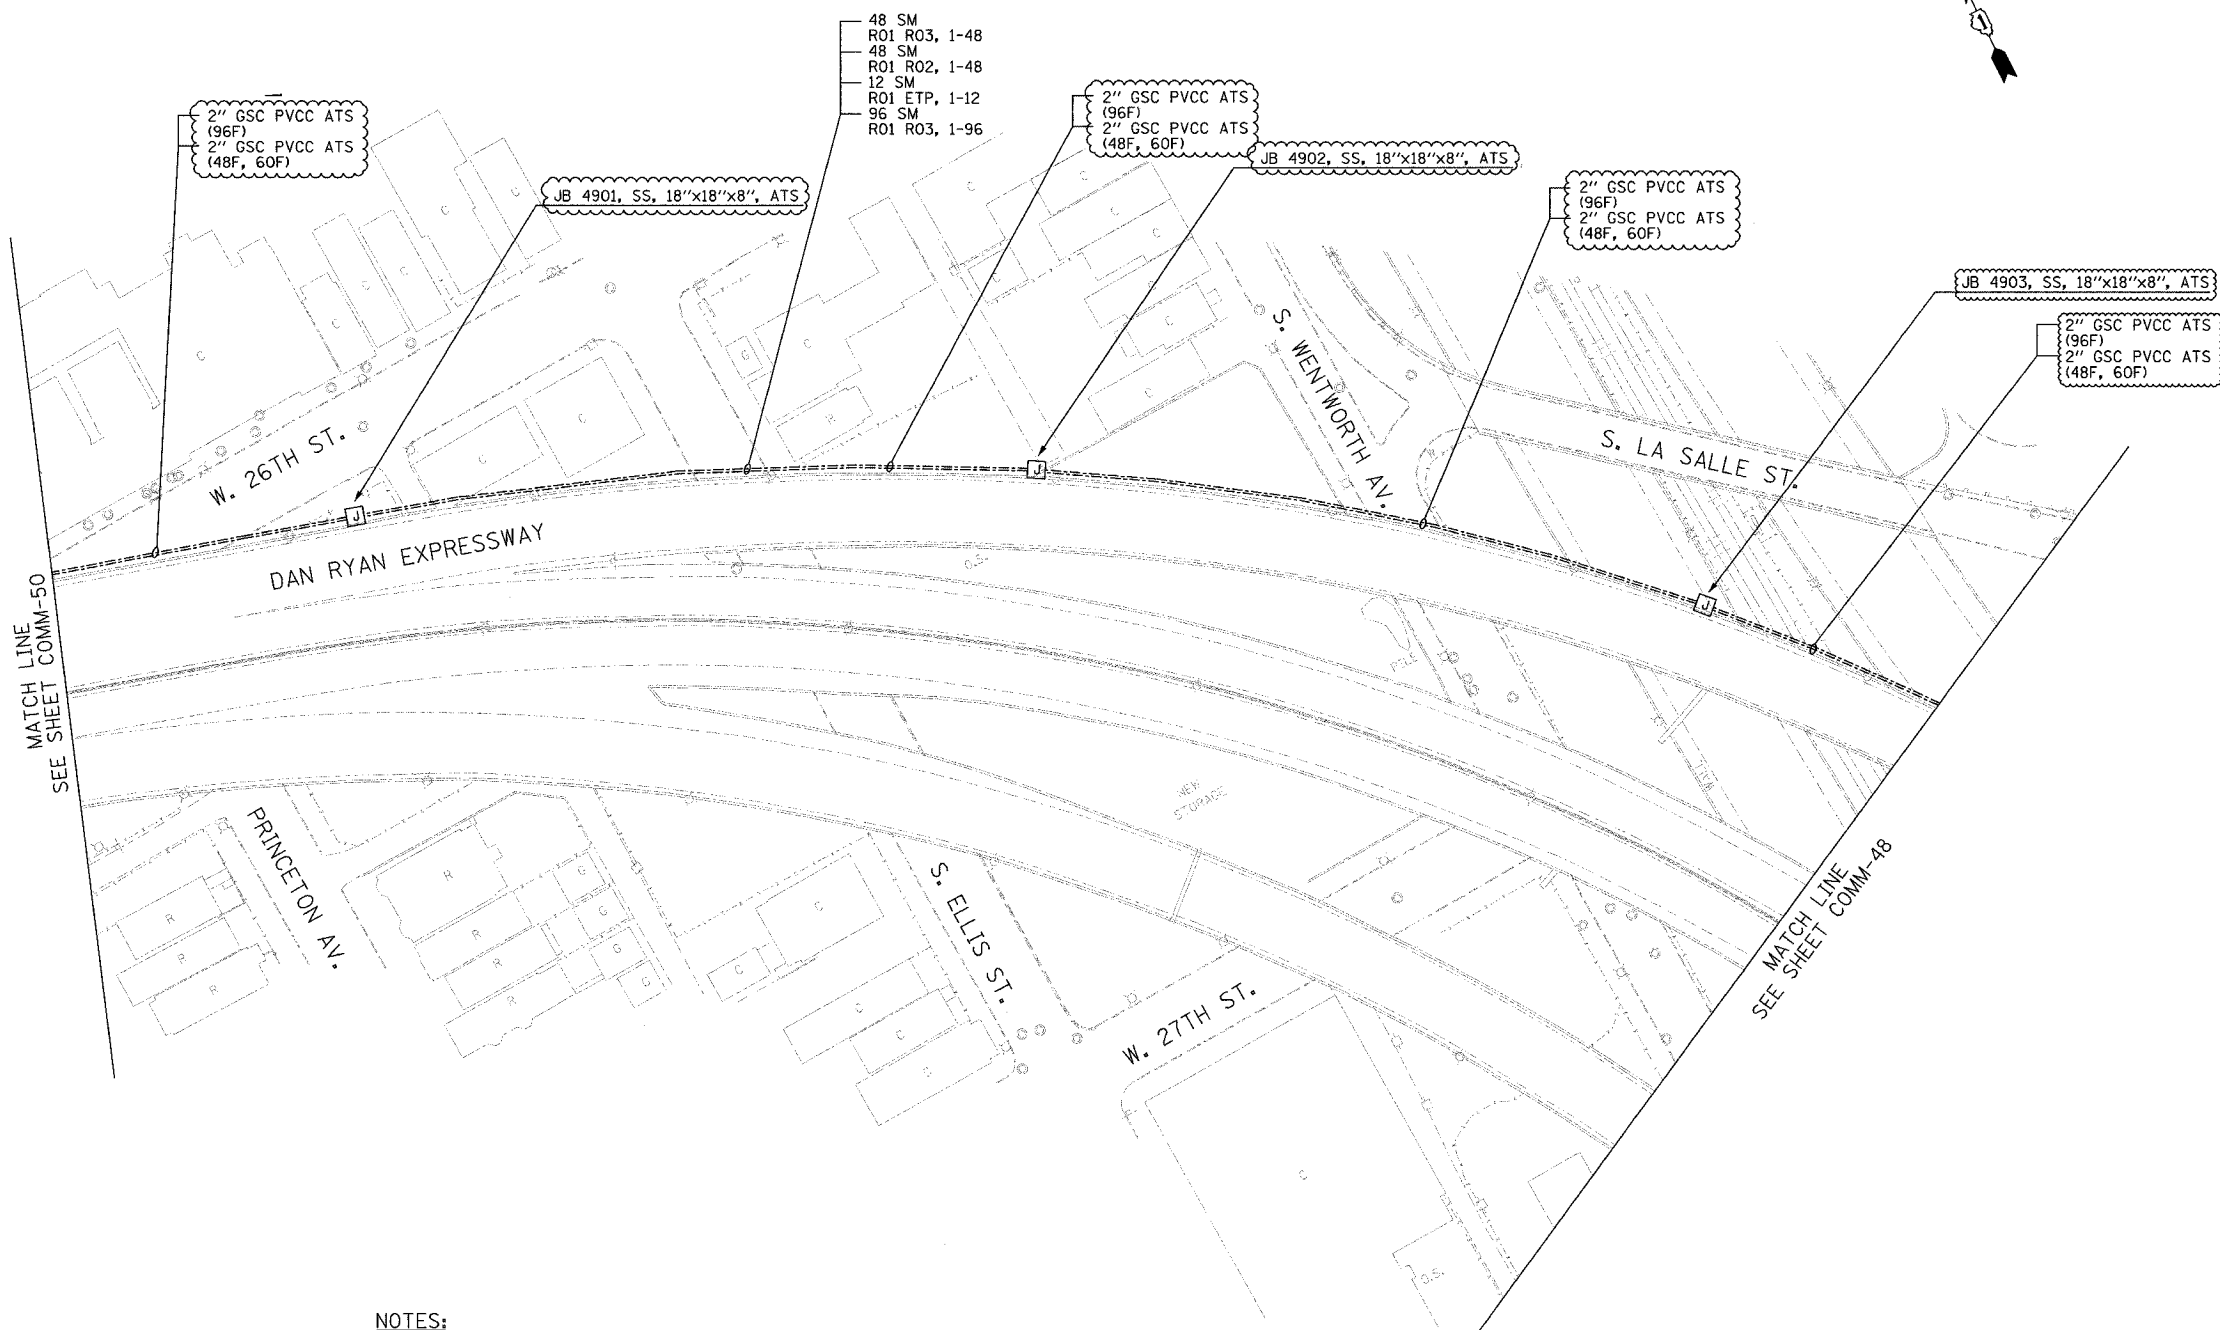 48 SM
R01 R03, 1-48
48 SM
R01 R02, 1-48
12 SM
R01 ETP, 1-12
96 SM
R01 R03, 1-96
1
2" GSC PVCC ATS
(96F)
2" GSC PVCC ATS
(48F, 60F)
JB 4901, SS, 18"x18"x8", ATS
2" GSC PVCC ATS
(96F)
2" GSC PVCC ATS
(48F, 60F)
JB 4902, SS, 18"x18"x8", ATS
2" GSC PVCC ATS
(96F)
2" GSC PVCC ATS
(48F, 60F)
JB 4903, SS, 18"x18"x8", ATS
2" GSC PVCC ATS
(96F)
2" GSC PVCC ATS
(48F, 60F)
W. 26TH ST.
S. WENTWORTH AV.
S. LA SALLE ST.
J
J
J
DAN RYAN EXPRESSWAY
O.S.
MATCH LINE
SEE SHEET COMM-50
NEW
STORAGE
PRINCETON AV.
S. ELLIS ST.
W. 27TH ST.
MATCH LINE
SEE SHEET COMM-48
C
C
C
C
C
C
C
G
C
R
C
C
C
C
R
R
R
R
R
R
R
G
G
G
G
C
C
C
C
C
C
NOTES: